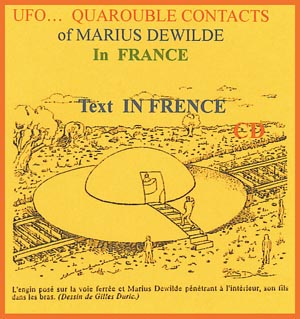 UFO... QUAROUBLE CONTACTS
of MARIUS DEWILDE
In FRANCE
Text IN FRENCE
CD
L'engin posé sur la voie ferrée et Marius Dewilde pénétrant à l'intérieur, son fils
dans les bras. (Dessin de Gilles Duric.)